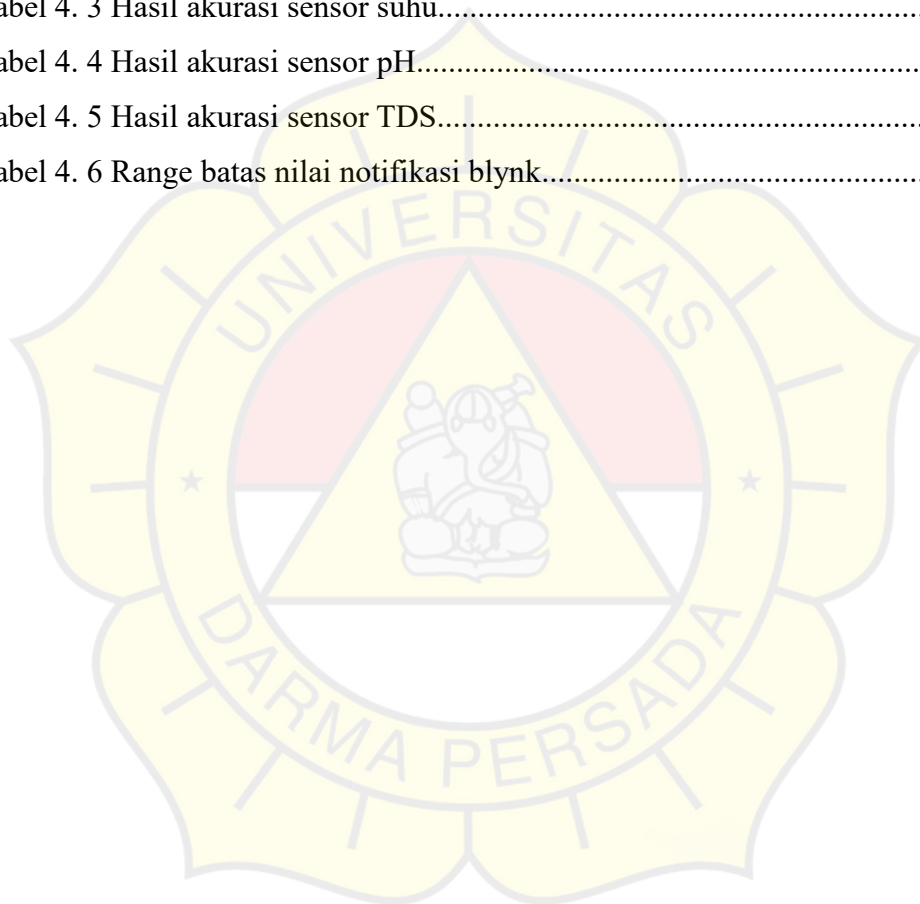 abel 4. 3 Hasil akurasi sensor suhu....................................................................
abel 4. 4 Hasil akurasi sensor pH......................................................................
abel 4. 5 Hasil akurasi sensor TDS....................................................................
abel 4. 6 Range batas nilai notifikasi blynk.....................................................
UNIVERSITAS
DARMA PERSADA